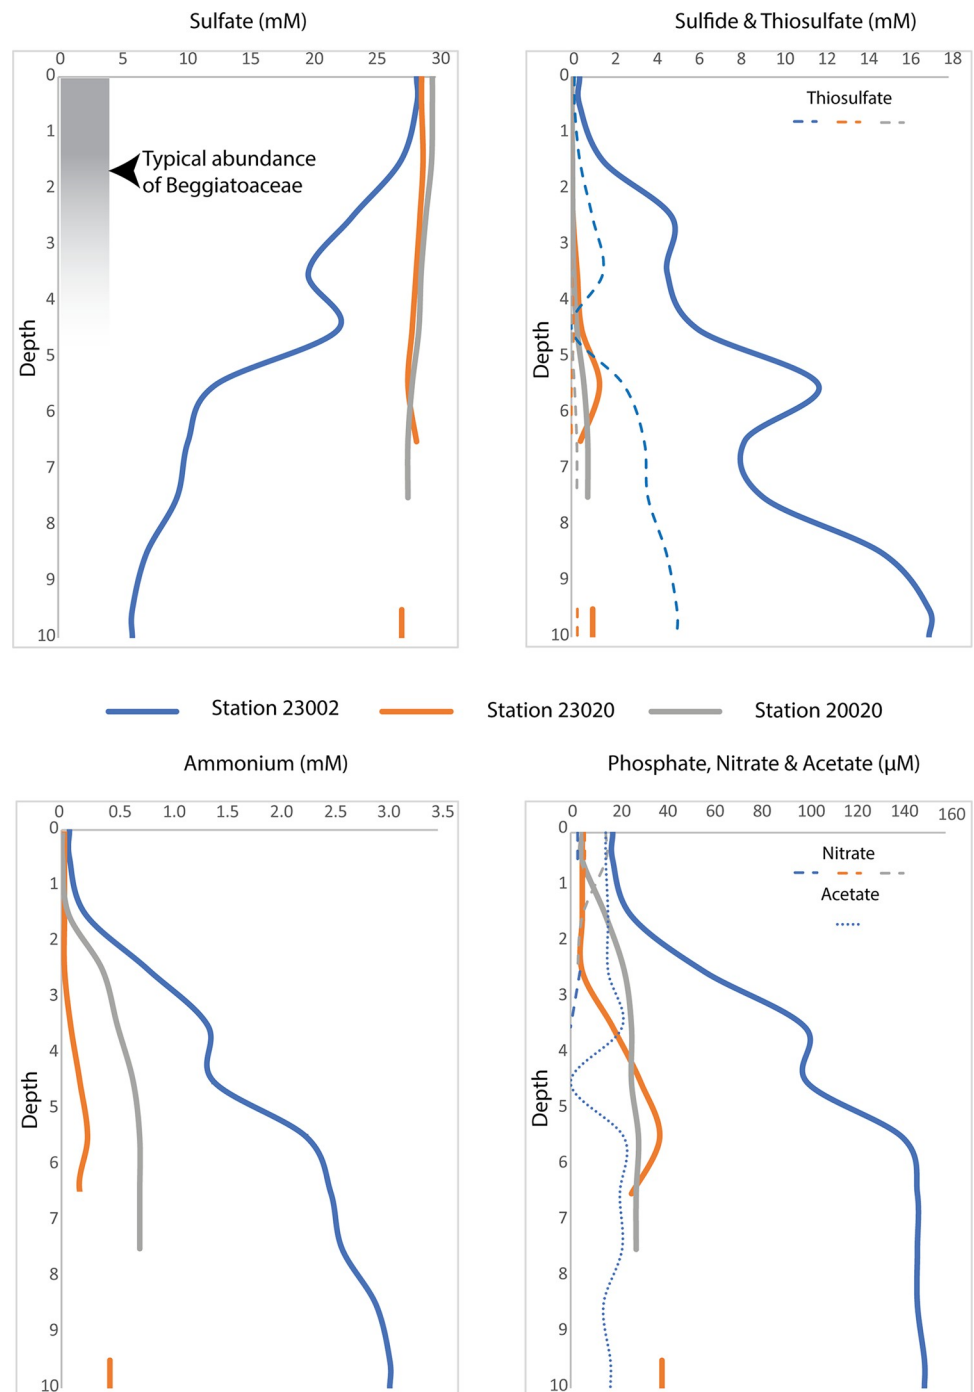 Sulfate (mM)
0 5 10 15 20 25 30
0
1
2
3
4
5
6
7
8
9
10
Depth
Typical abundance
of Beggiatoaceae
Sulfide & Thiosulfate (mM)
0 2 4 6 8 10 12 14 16 18
0
1
2
3
4
5
6
7
8
9
10
Depth
Thiosulfate
Station 23002 Station 23020 Station 20020
Ammonium (mM)
0 0.5 1.0 1.5 2.0 2.5 3.0 3.5
0
1
2
3
4
5
6
7
8
9
10
Depth
Phosphate, Nitrate & Acetate (µM)
0 20 40 60 80 100 120 140 160
0
1
2
3
4
5
6
7
8
9
10
Depth
Nitrate
Acetate